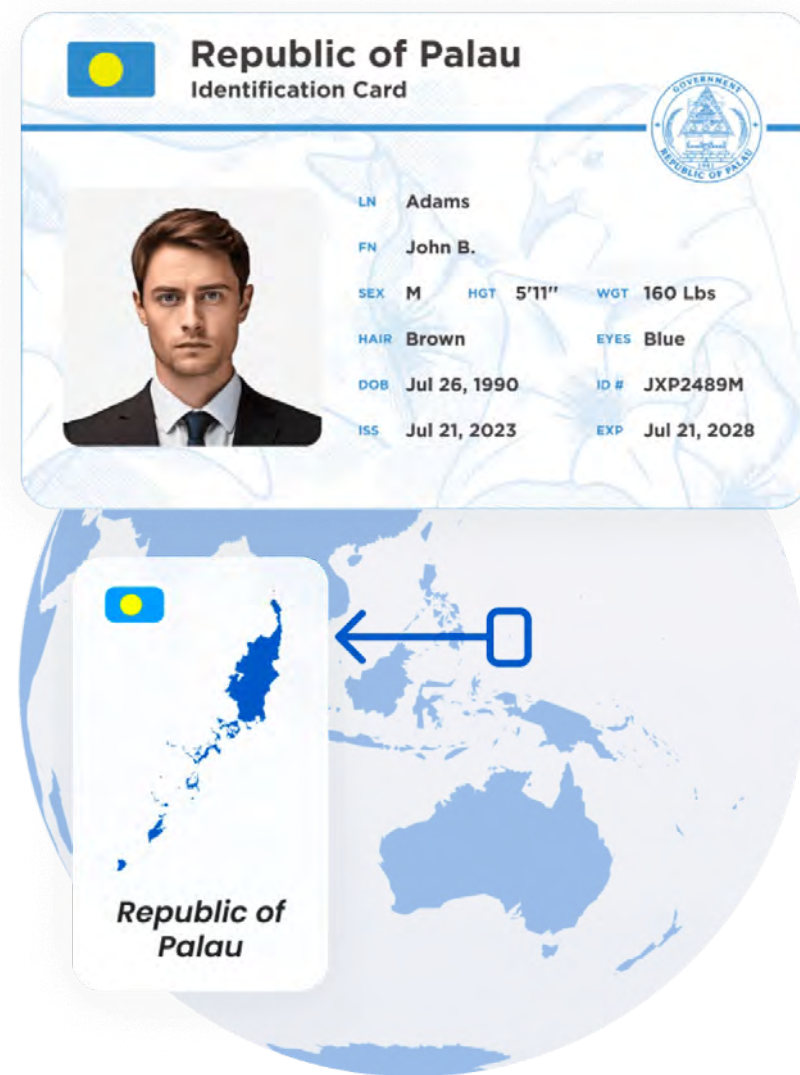 Republic of Palau
Identification Card
GOVERNMENT
REPUBLIC OF PALAU
LN Adams
FN John B.
SEX M HGT 5'11" WGT 160 Lbs
HAIR Brown EYES Blue
DOB Jul 26, 1990 ID # JXP2489M
ISS Jul 21, 2023 EXP Jul 21, 2028
Republic of
Palau